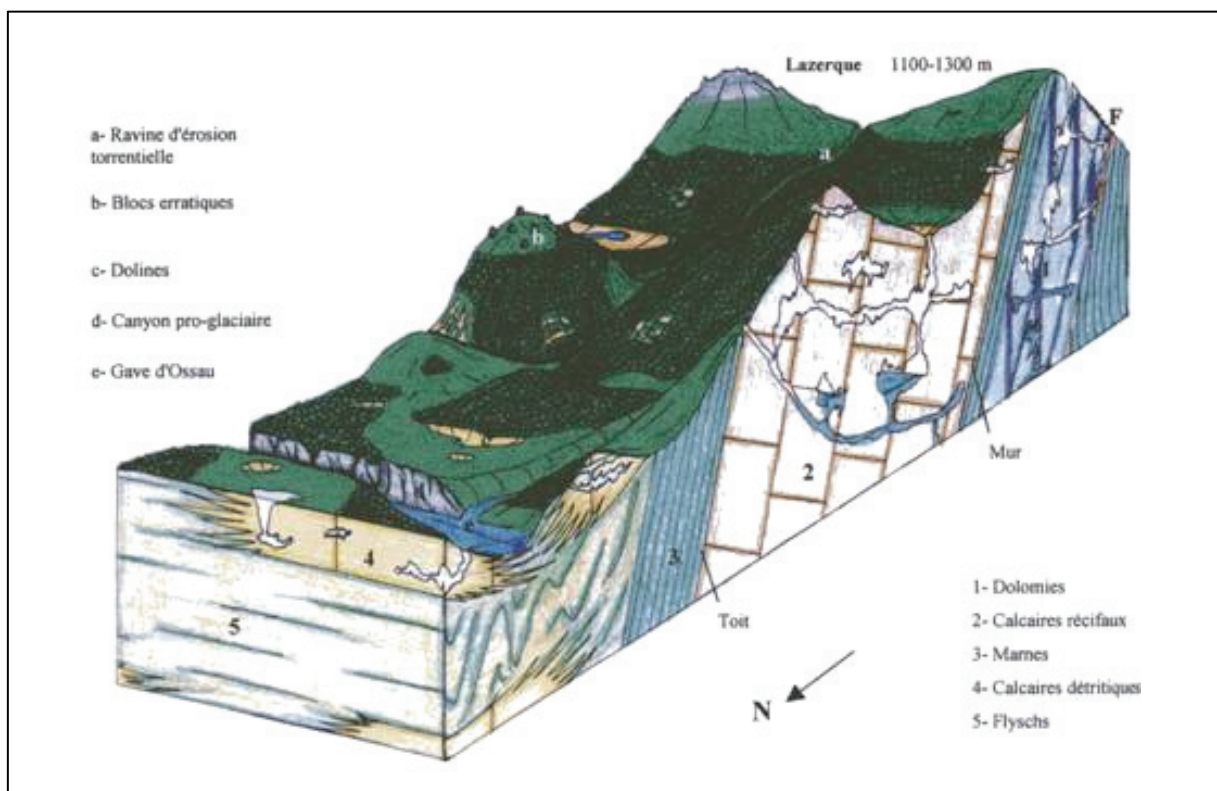 Lazerque 1100-1300 m
F
a- Ravine d'érosion
torrentielle
a
b- Blocs erratiques
b
c- Dolines
1
d- Canyon pro-glaciaire
e- Gave d'Ossau
Mur
2
4
3
1- Dolomies
5
Toit
2- Calcaires récifaux
3- Marnes
N
4- Calcaires détritiques
5- Flyschs